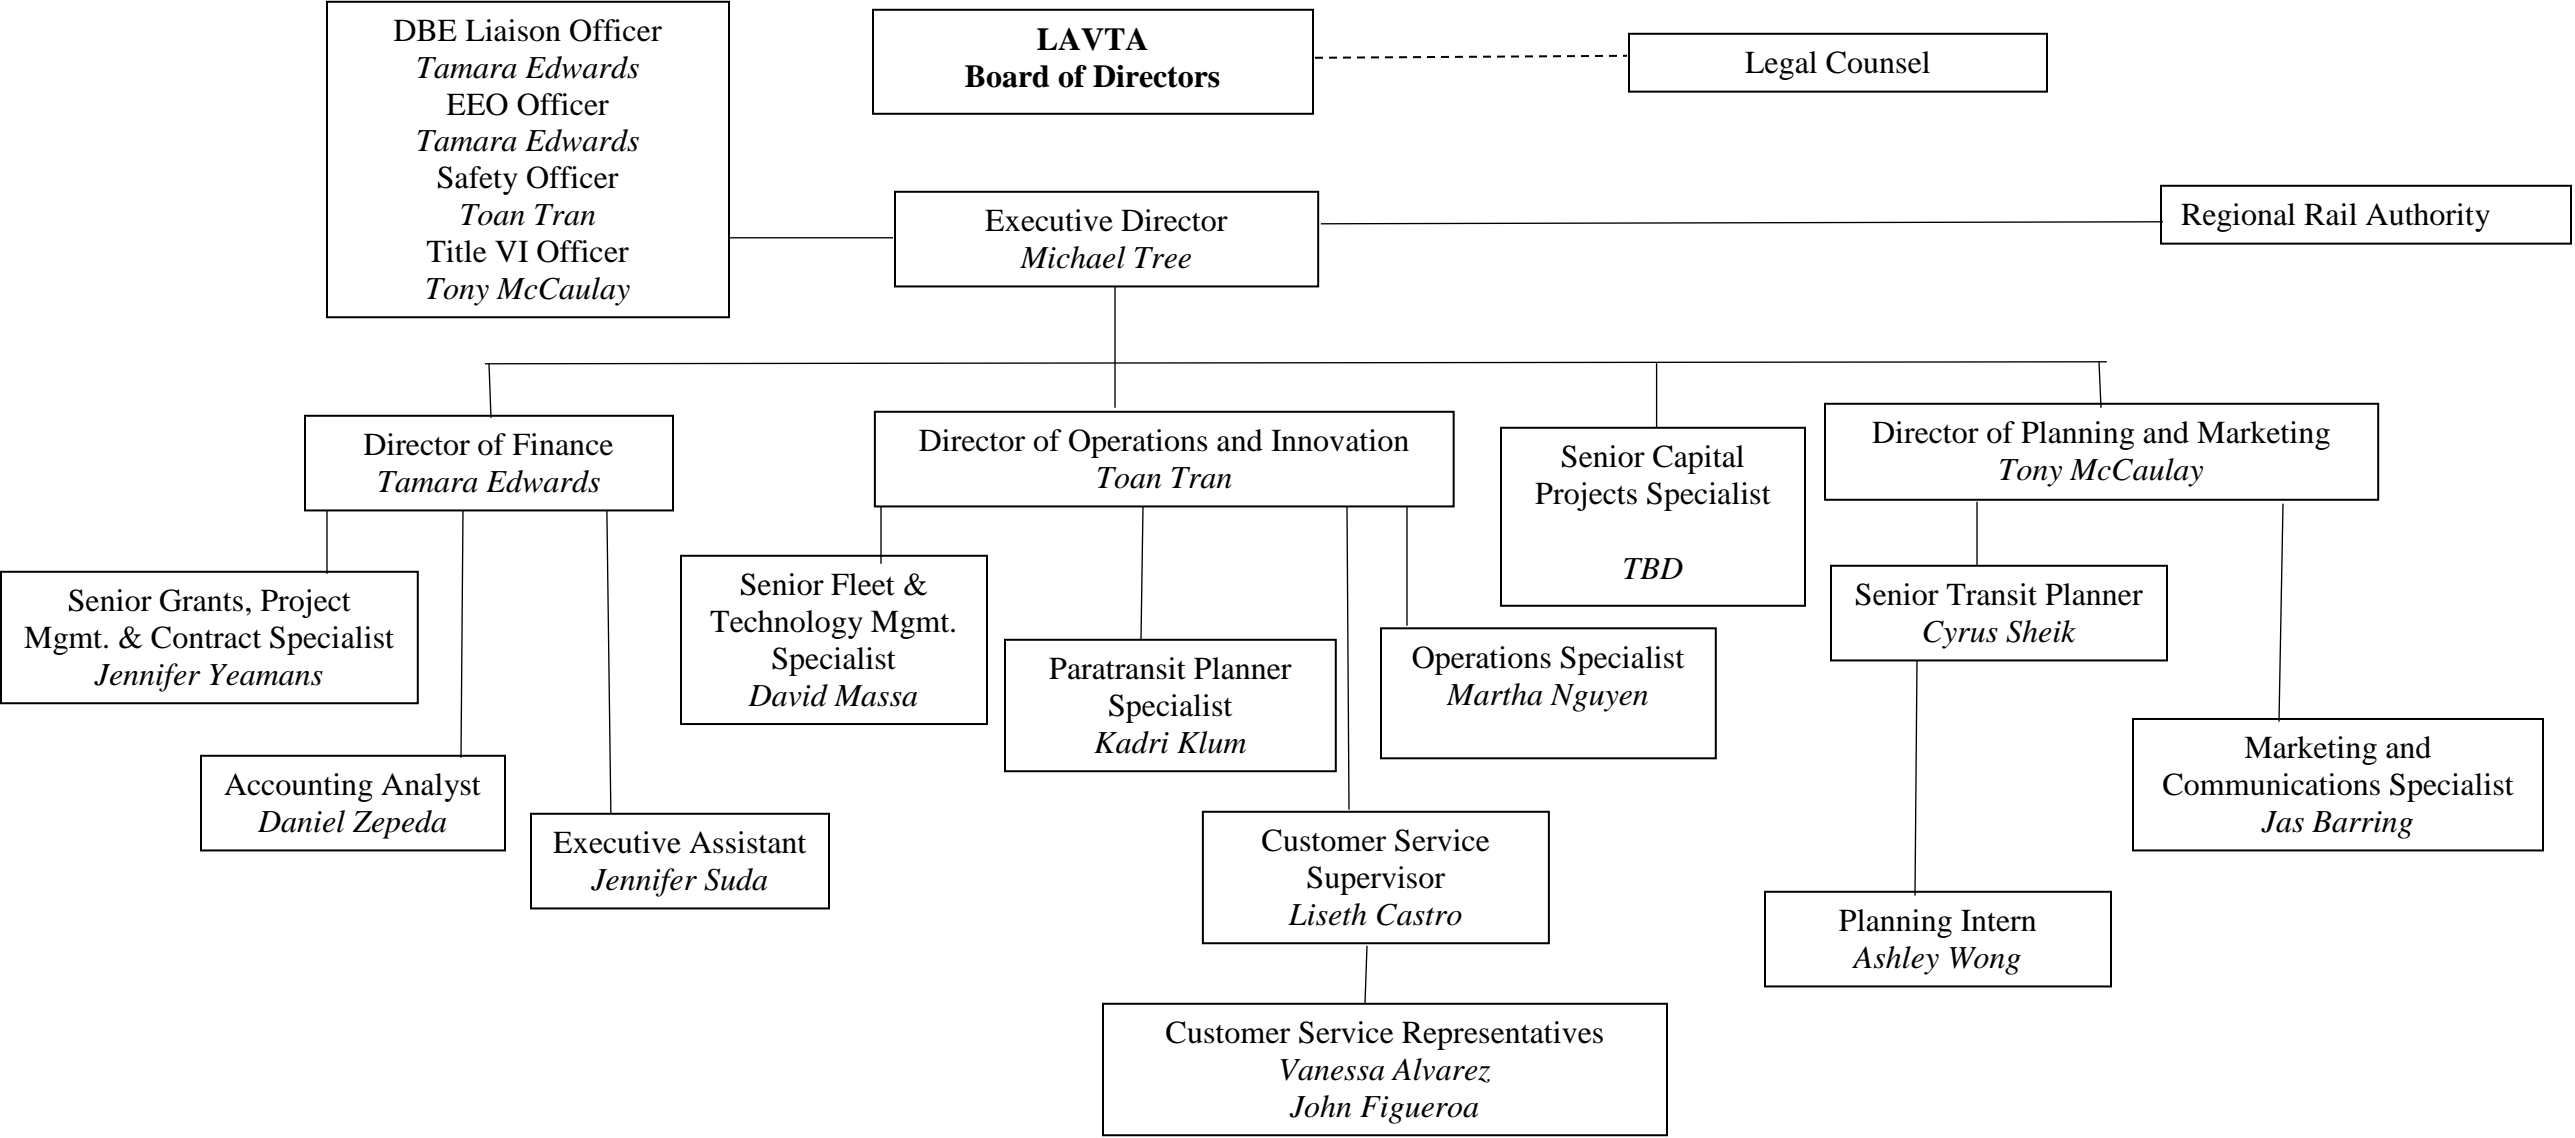 DBE Liaison Officer
Tamara Edwards
EEO Officer
Tamara Edwards
Safety Officer
Toan Tran
Title VI Officer
Tony McCaulay
LAVTA
Board of Directors
Legal Counsel
Executive Director
Michael Tree
Regional Rail Authority
Director of Finance
Tamara Edwards
Director of Operations and Innovation
Toan Tran
Senior Capital
Projects Specialist
TBD
Director of Planning and Marketing
Tony McCaulay
Senior Grants, Project
Mgmt. & Contract Specialist
Jennifer Yeamans
Accounting Analyst
Daniel Zepeda
Executive Assistant
Jennifer Suda
Senior Fleet &
Technology Mgmt.
Specialist
David Massa
Paratransit Planner
Specialist
Kadri Klum
Operations Specialist
Martha Nguyen
Customer Service
Supervisor
Liseth Castro
Customer Service Representatives
Vanessa Alvarez
John Figueroa
Senior Transit Planner
Cyrus Sheik
Planning Intern
Ashley Wong
Marketing and
Communications Specialist
Jas Barring